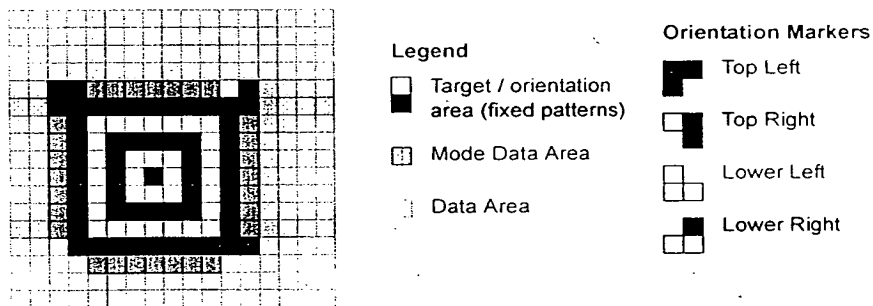 Legend
Target / orientation
area (fixed patterns)
Mode Data Area
Data Area
Orientation Markers
Top Left
Top Right
Lower Left
Lower Right